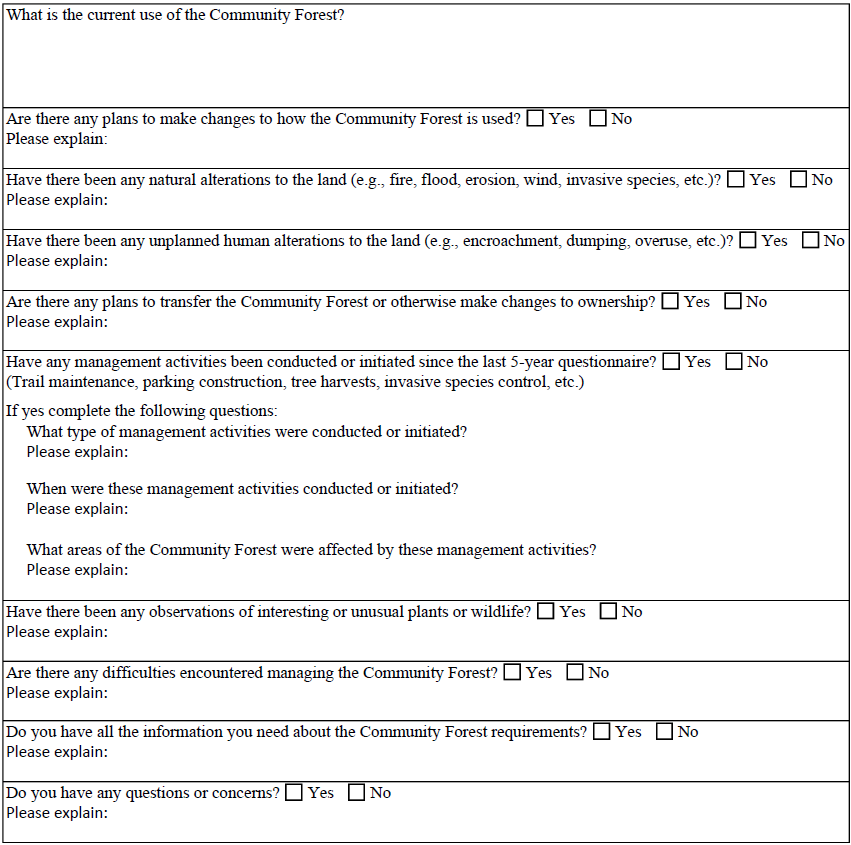 What is the current use of the Community Forest?
Are there any plans to make changes to how the Community Forest is used? Yes No
Please explain:
Have there been any natural alterations to the land (e.g., fire, flood, erosion, wind, invasive species, etc.)? Yes No
Please explain:
Have there been any unplanned human alterations to the land (e.g., encroachment, dumping, overuse, etc.)? Yes No
Please explain:
Are there any plans to transfer the Community Forest or otherwise make changes to ownership? Yes No
Please explain:
Have any management activities been conducted or initiated since the last 5-year questionnaire? Yes No
(Trail maintenance, parking construction, tree harvests, invasive species control, etc.)
If yes complete the following questions:
What type of management activities were conducted or initiated?
Please explain:
When were these management activities conducted or initiated?
Please explain:
What areas of the Community Forest were affected by these management activities?
Please explain:
Have there been any observations of interesting or unusual plants or wildlife? Yes No
Please explain:
Are there any difficulties encountered managing the Community Forest? Yes No
Please explain:
Do you have all the information you need about the Community Forest requirements? Yes No
Please explain:
Do you have any questions or concerns? Yes No
Please explain: